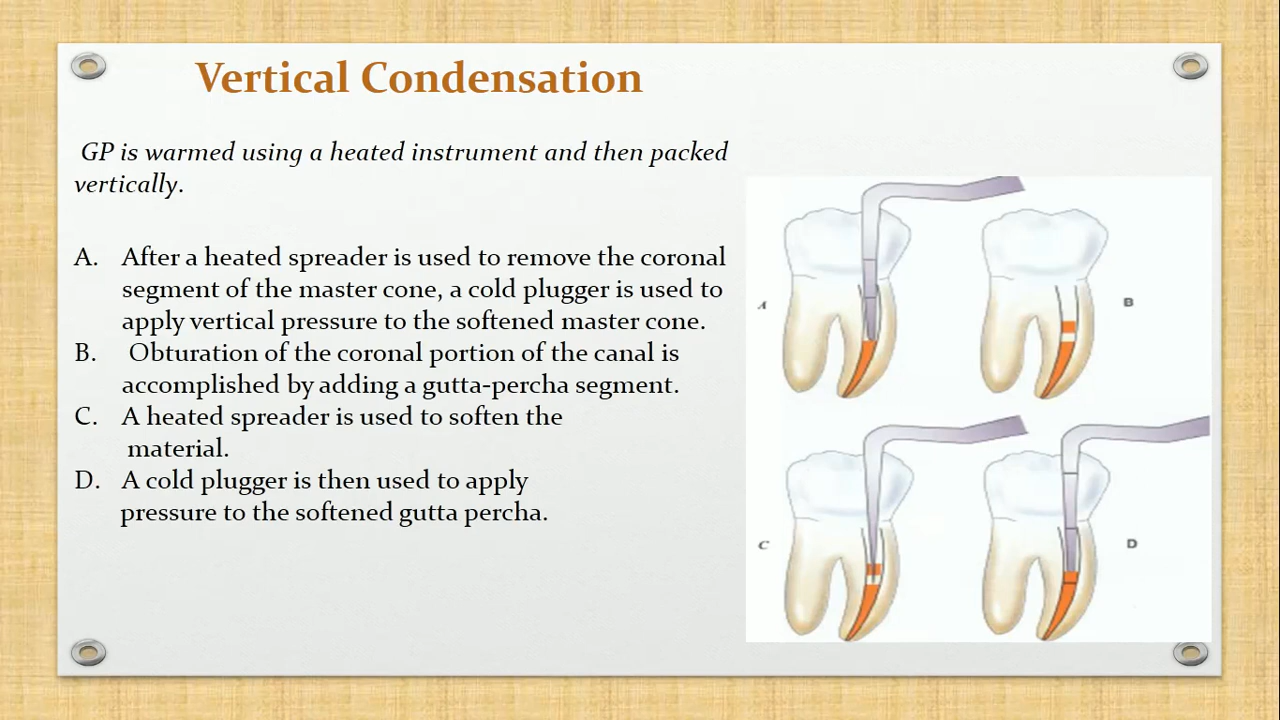 Vertical Condensation
GP is warmed using a heated instrument and then packed
vertically.
A. After a heated spreader is used to remove the coronal
segment of the master cone, a cold plugger is used to
apply vertical pressure to the softened master cone.
B. Obturation of the coronal portion of the canal is
accomplished by adding a gutta-percha segment.
C. A heated spreader is used to soften the
material.
D. A cold plugger is then used to apply
pressure to the softened gutta percha.
A
B
C
D